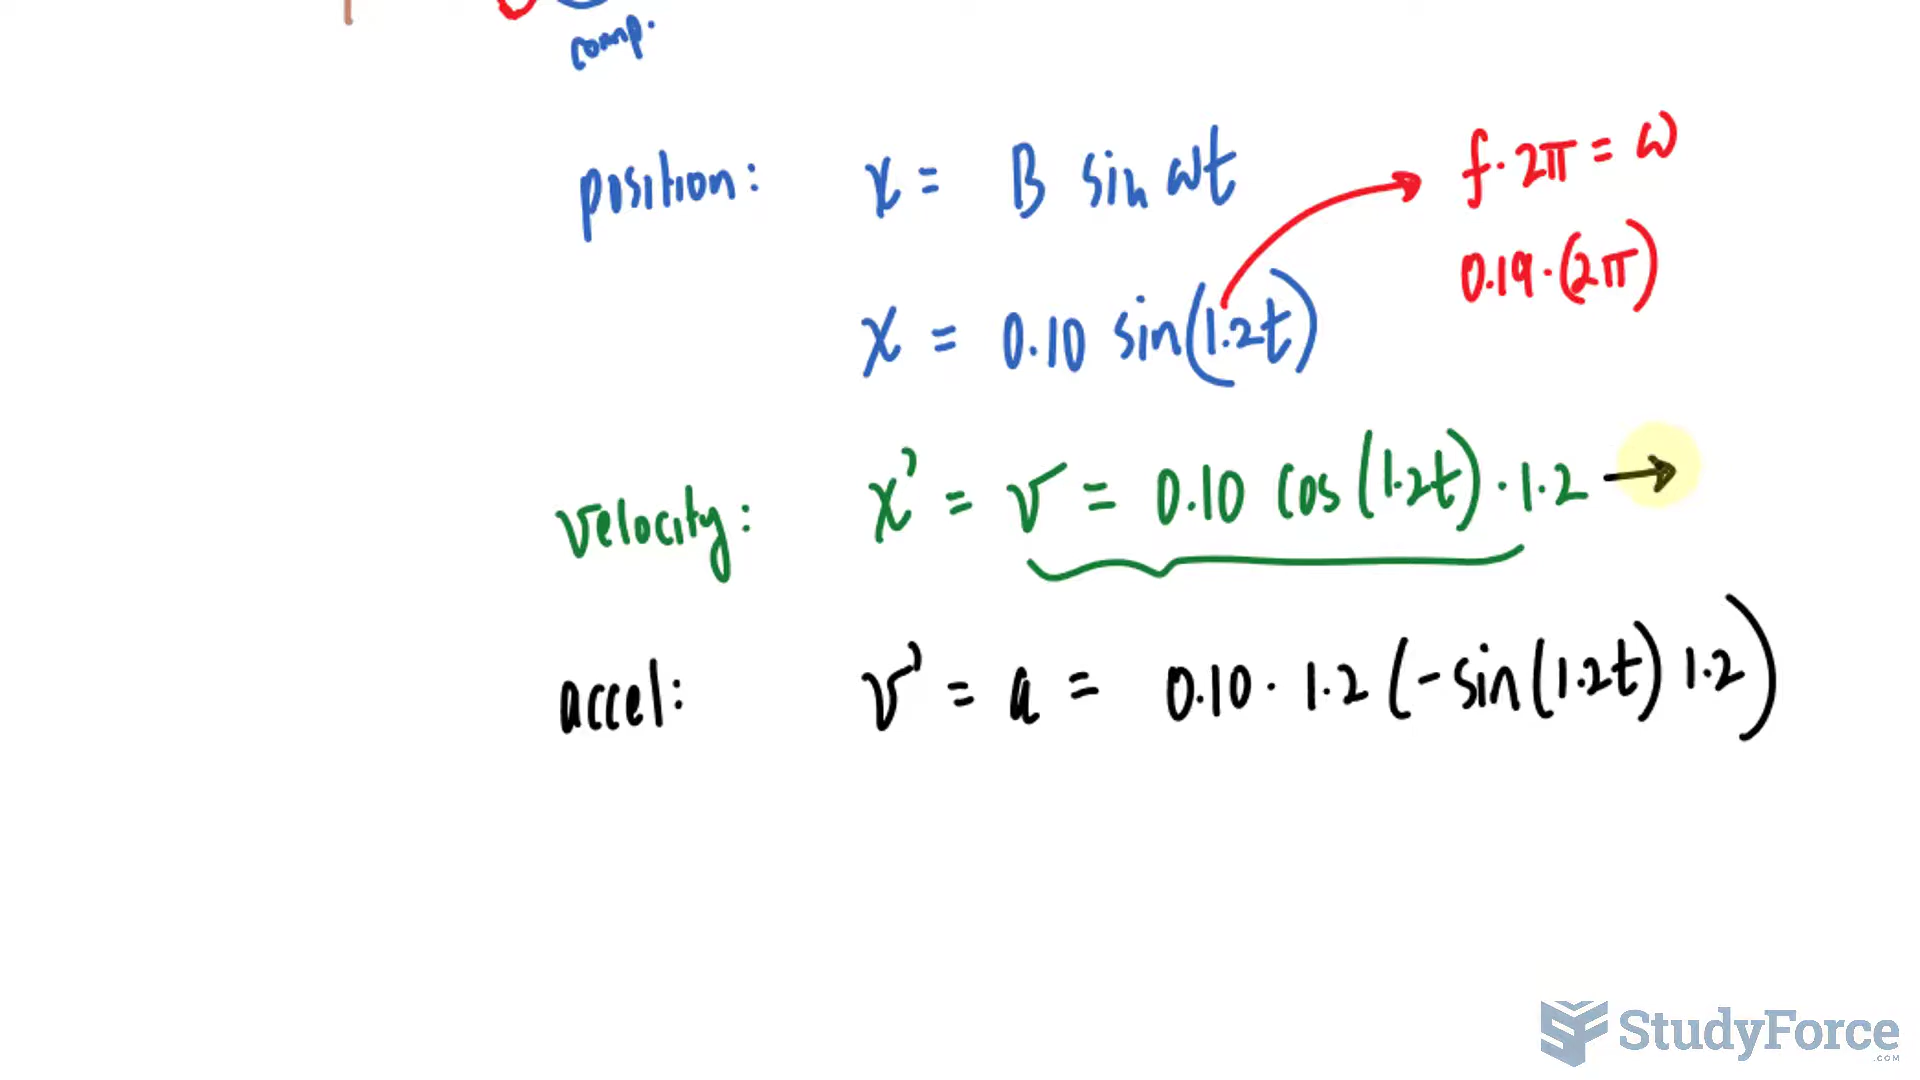 comp.
position: x = B sin ωt
f · 2π = ω
0.19 · (2π)
x = 0.10 sin(1.2t)
velocity: x' = v = 0.10 cos(1.2t) · 1.2 →
accel: v' = a = 0.10 · 1.2 (-sin(1.2t) 1.2)
StudyForce
.COM